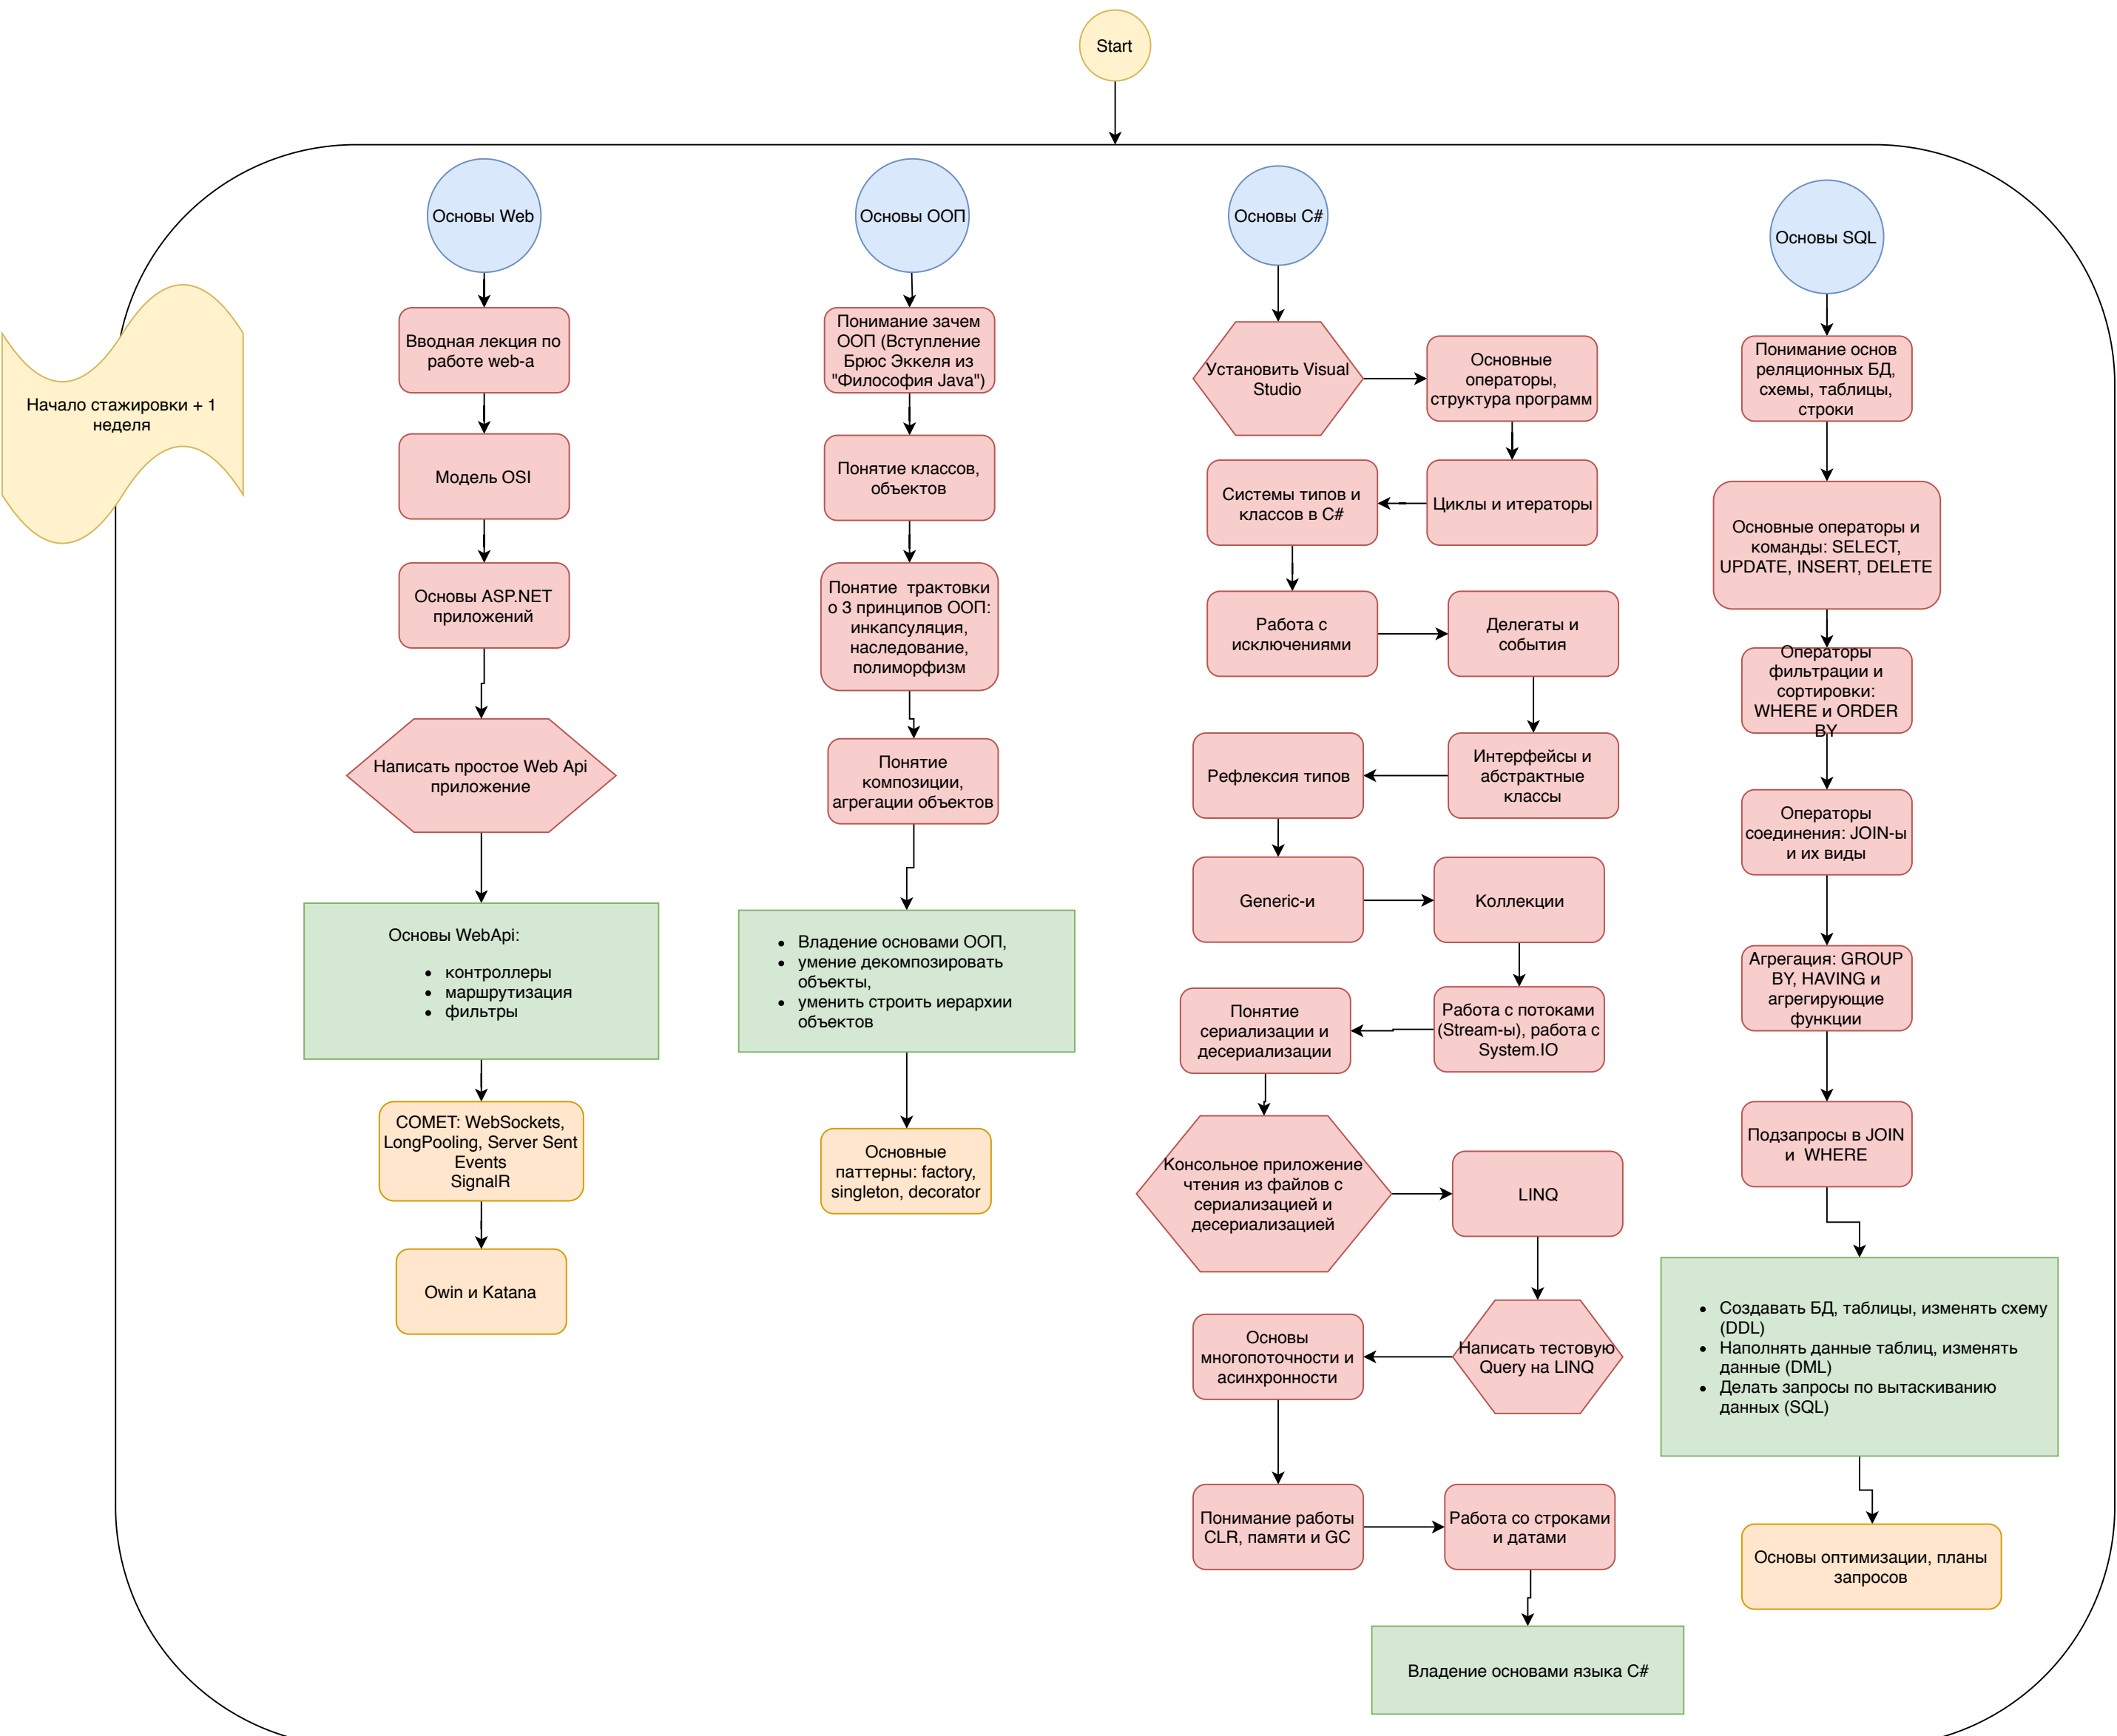 Start
Начало стажировки + 1
неделя
Основы Web
Вводная лекция по
работе web-а
Модель OSI
Основы ASP.NET
приложений
Написать простое Web Api
приложение
Основы WebApi:
• контроллеры
• маршрутизация
• фильтры
COMET: WebSockets,
LongPooling, Server Sent
Events
SignalR
Owin и Katana
Основы ООП
Понимание зачем
ООП (Вступление
Брюс Эккеля из
"Философия Java")
Понятие классов,
объектов
Понятие трактовки
о 3 принципов ООП:
инкапсуляция,
наследование,
полиморфизм
Понятие
композиции,
агрегации объектов
• Владение основами ООП,
• умение декомпозировать
объекты,
• уменить строить иерархии
объектов
Основные
паттерны: factory,
singleton, decorator
Основы C#
Установить Visual
Studio
Основные
операторы,
структура программ
Циклы и итераторы
Системы типов и
классов в C#
Работа с
исключениями
Делегаты и
события
Интерфейсы и
абстрактные
классы
Рефлексия типов
Generic-и
Коллекции
Работа с потоками
(Stream-ы), работа с
System.IO
Понятие
сериализации и
десериализации
Консольное приложение
чтения из файлов с
сериализацией и
десериализацией
LINQ
Написать тестовую
Query на LINQ
Основы
многопоточности и
асинхронности
Понимание работы
CLR, памяти и GC
Работа со строками
и датами
Владение основами языка C#
Основы SQL
Понимание основ
реляционных БД,
схемы, таблицы,
строки
Основные операторы и
команды: SELECT,
UPDATE, INSERT, DELETE
Операторы
фильтрации и
сортировки:
WHERE и ORDER
BY
Операторы
соединения: JOIN-ы
и их виды
Агрегация: GROUP
BY, HAVING и
агрегирующие
функции
Подзапросы в JOIN
и WHERE
• Создавать БД, таблицы, изменять схему
(DDL)
• Наполнять данные таблиц, изменять
данные (DML)
• Делать запросы по вытаскиванию
данных (SQL)
Основы оптимизации, планы
запросов